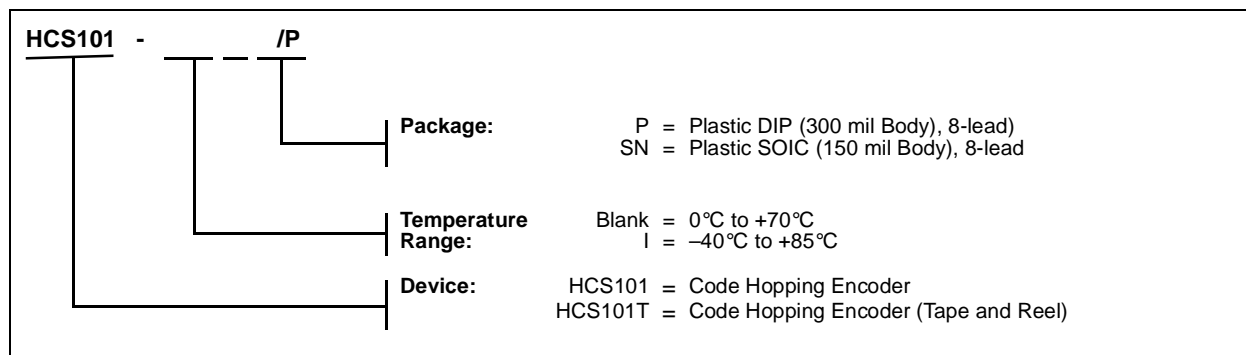 HCS101 - /P
Package: P = Plastic DIP (300 mil Body), 8-lead)
SN = Plastic SOIC (150 mil Body), 8-lead
Temperature Blank = 0°C to +70°C
Range: I = –40°C to +85°C
Device: HCS101 = Code Hopping Encoder
HCS101T = Code Hopping Encoder (Tape and Reel)